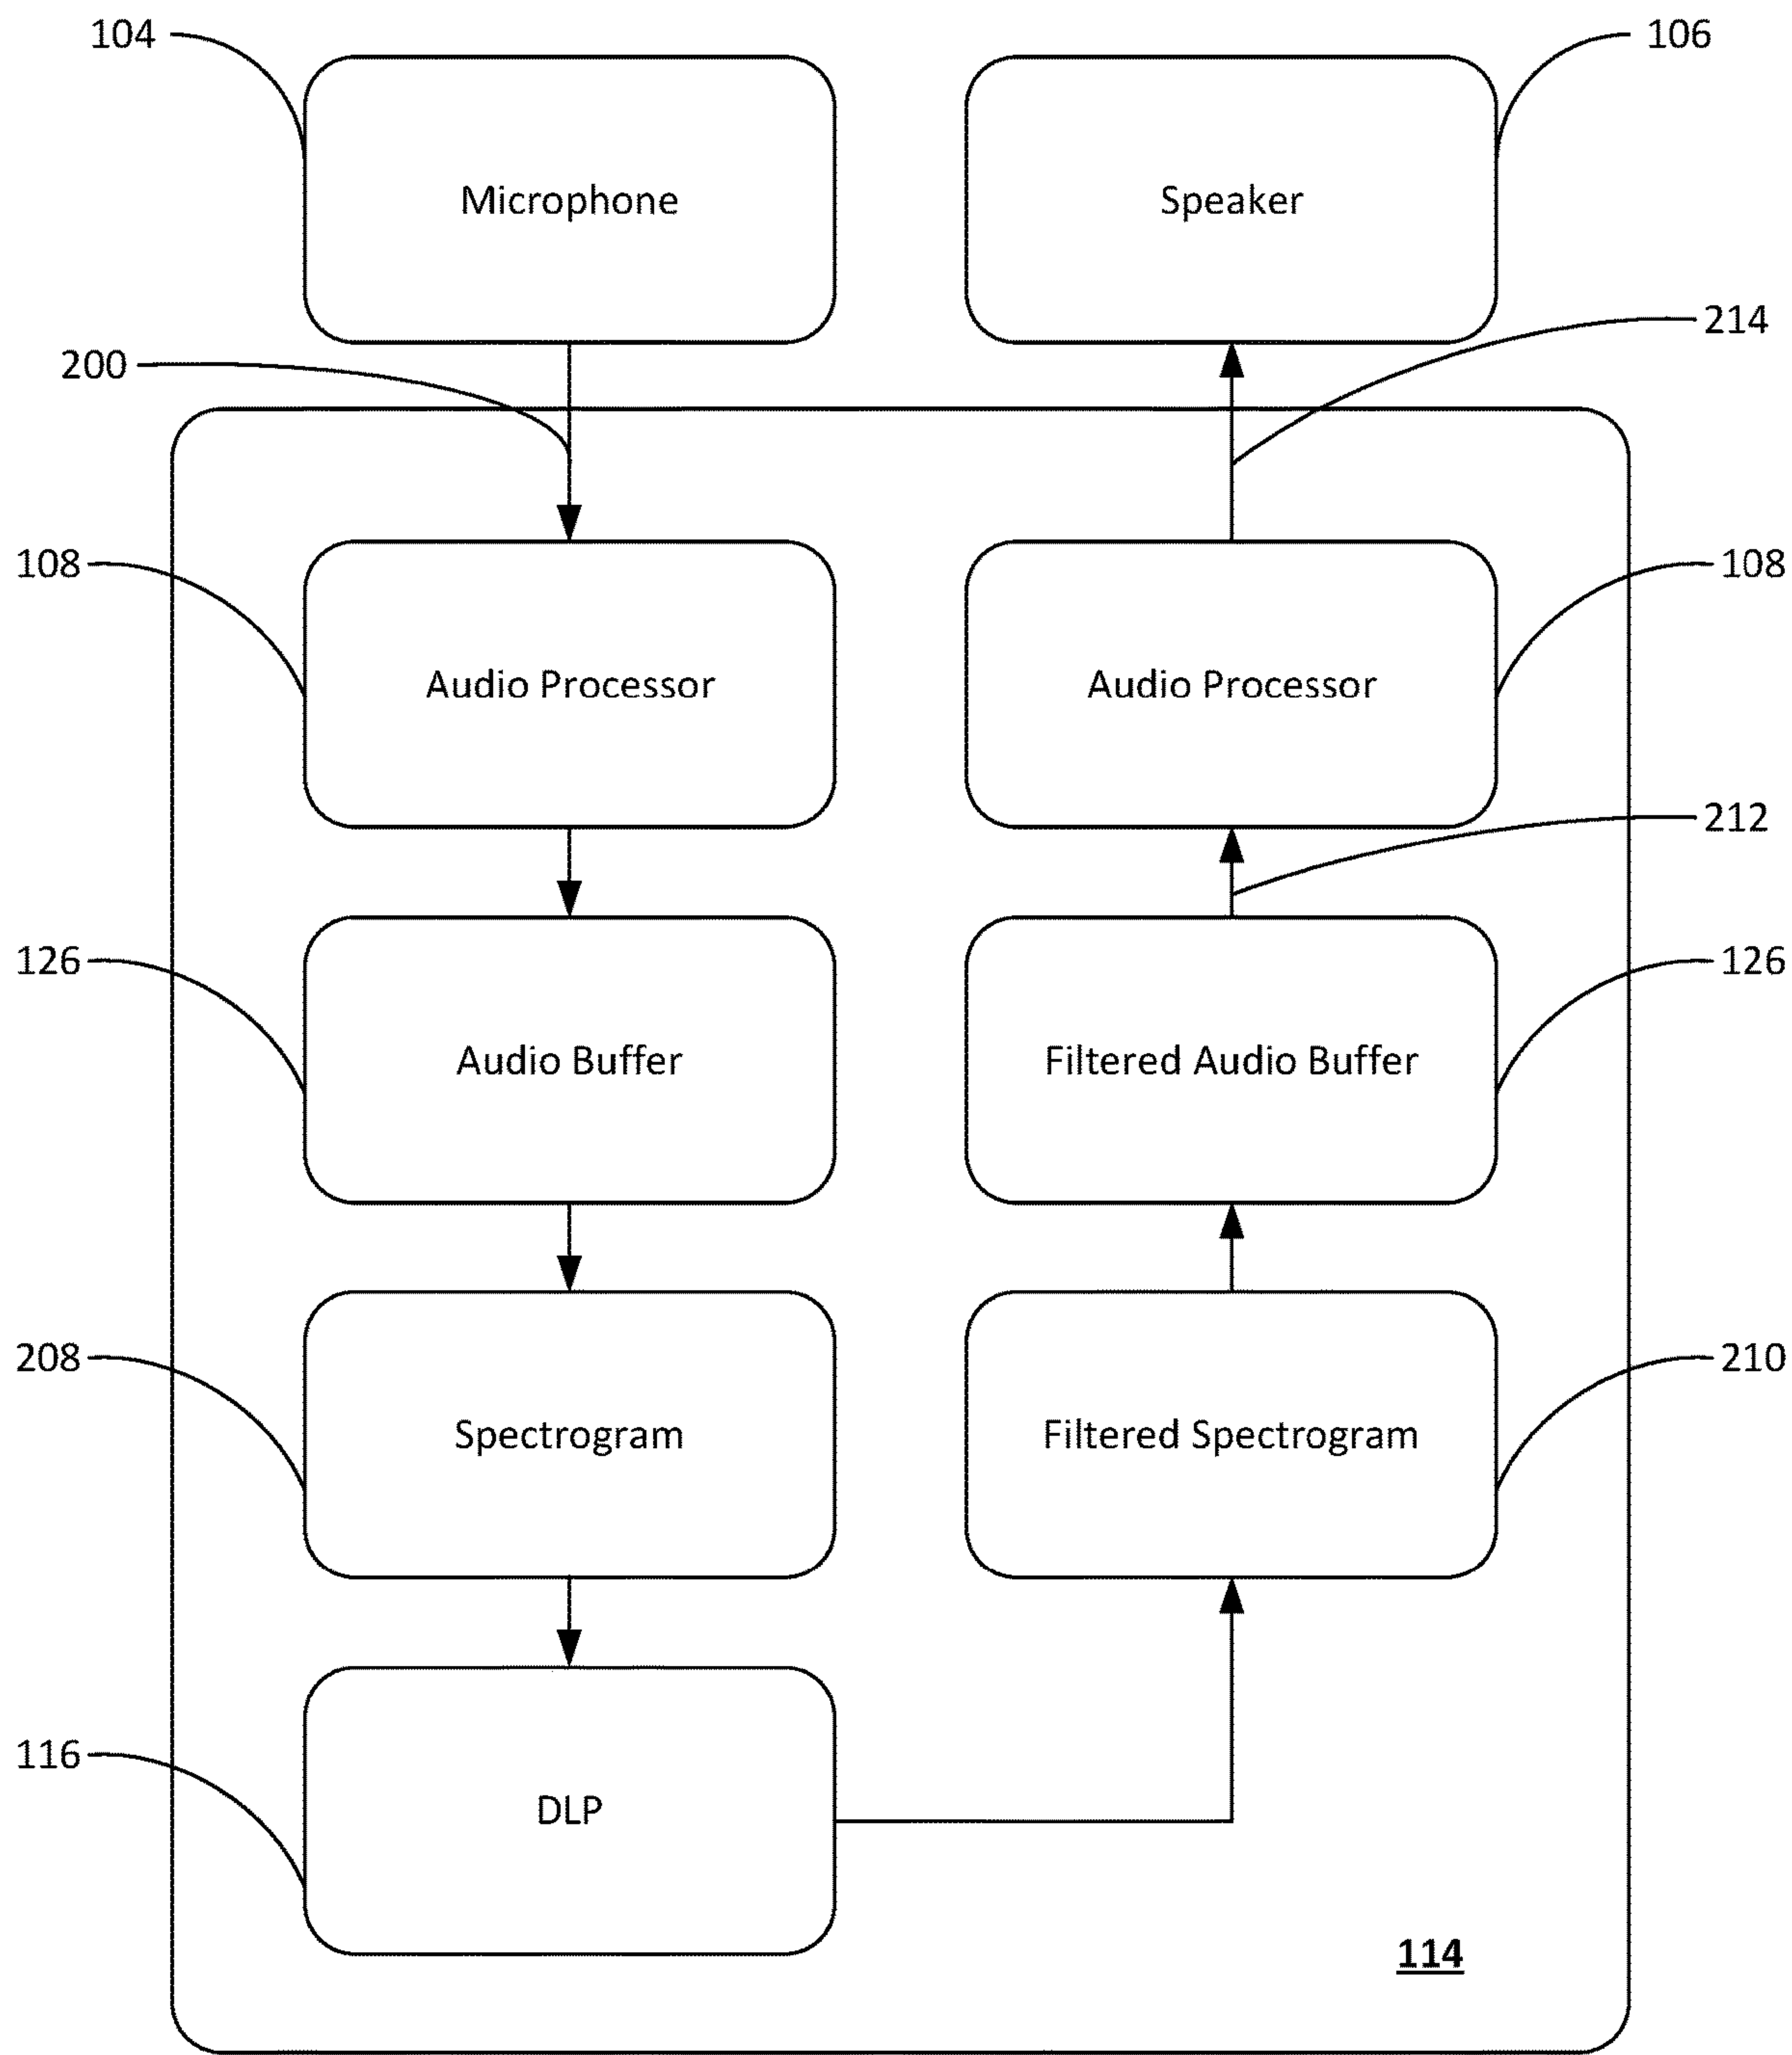 104
106
Microphone
Speaker
200
214
108
108
Audio Processor
Audio Processor
212
126
126
Audio Buffer
Filtered Audio Buffer
208
210
Spectrogram
Filtered Spectrogram
116
DLP
114